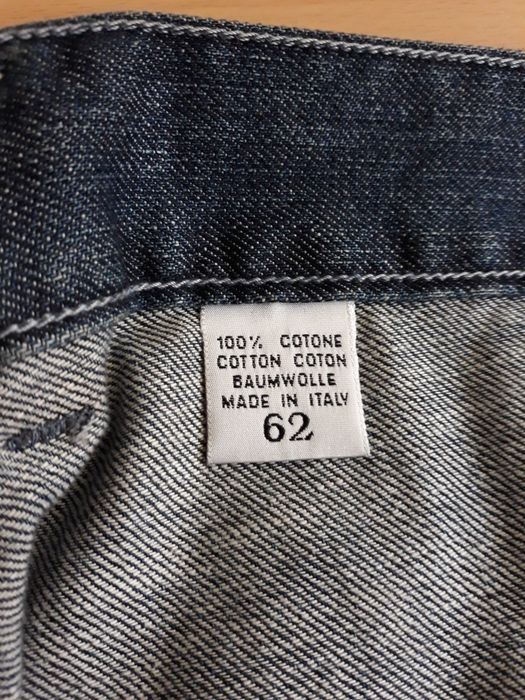 100% COTONE
COTTON COTON
BAUMWOLLE
MADE IN ITALY
62